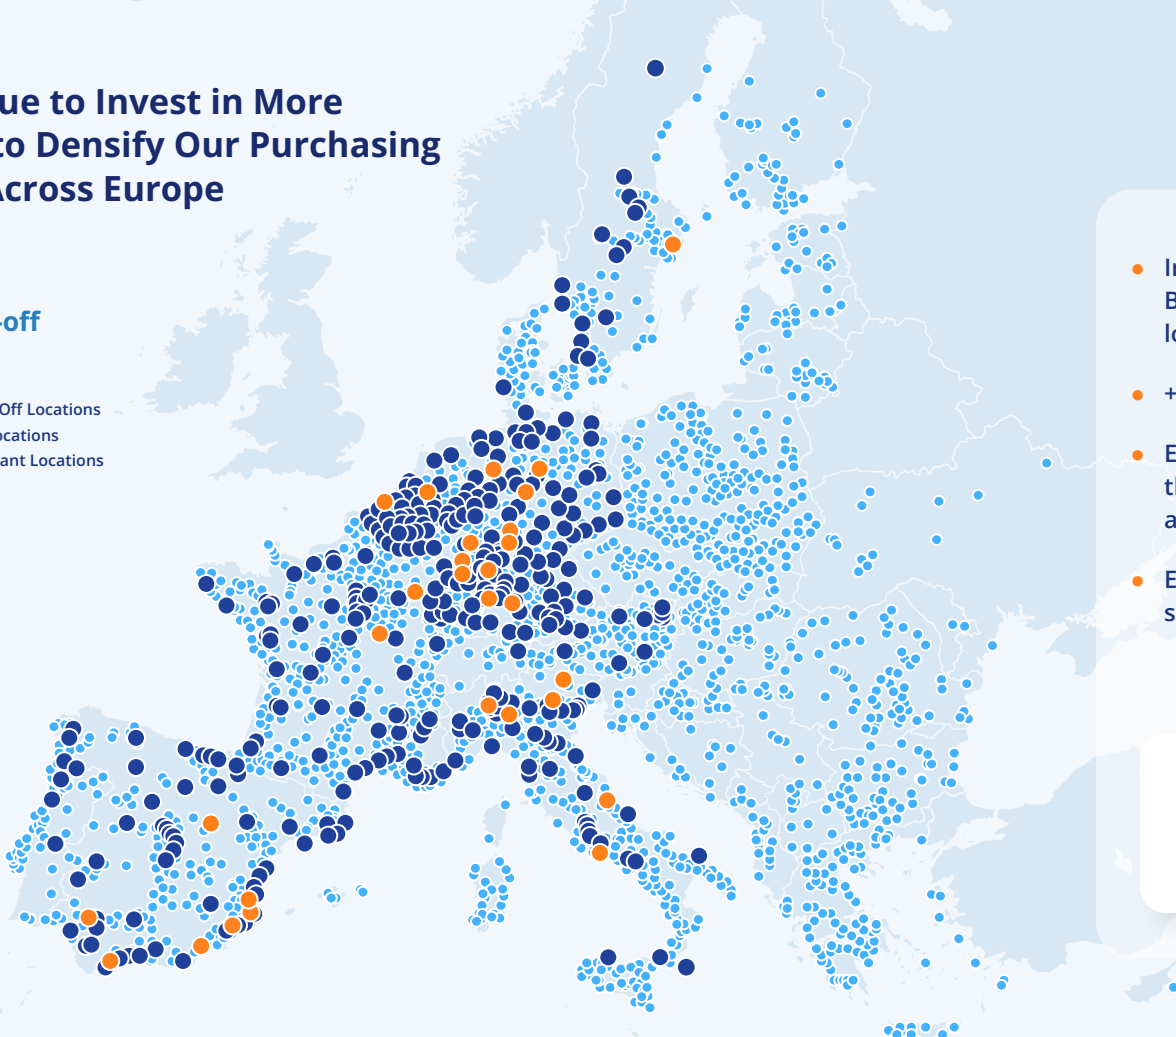 ue to Invest in More
to Densify Our Purchasing
Across Europe
-off
Off Locations
ocations
ant Locations